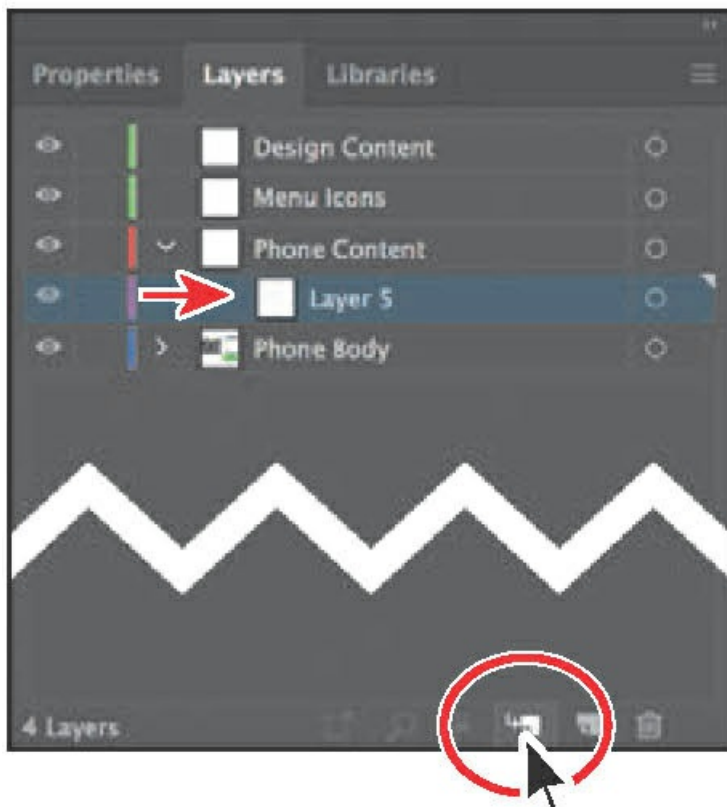 Properties Layers Libraries
Design Content
Menu Icons
Phone Content
Layer 5
Phone Body
4 Layers